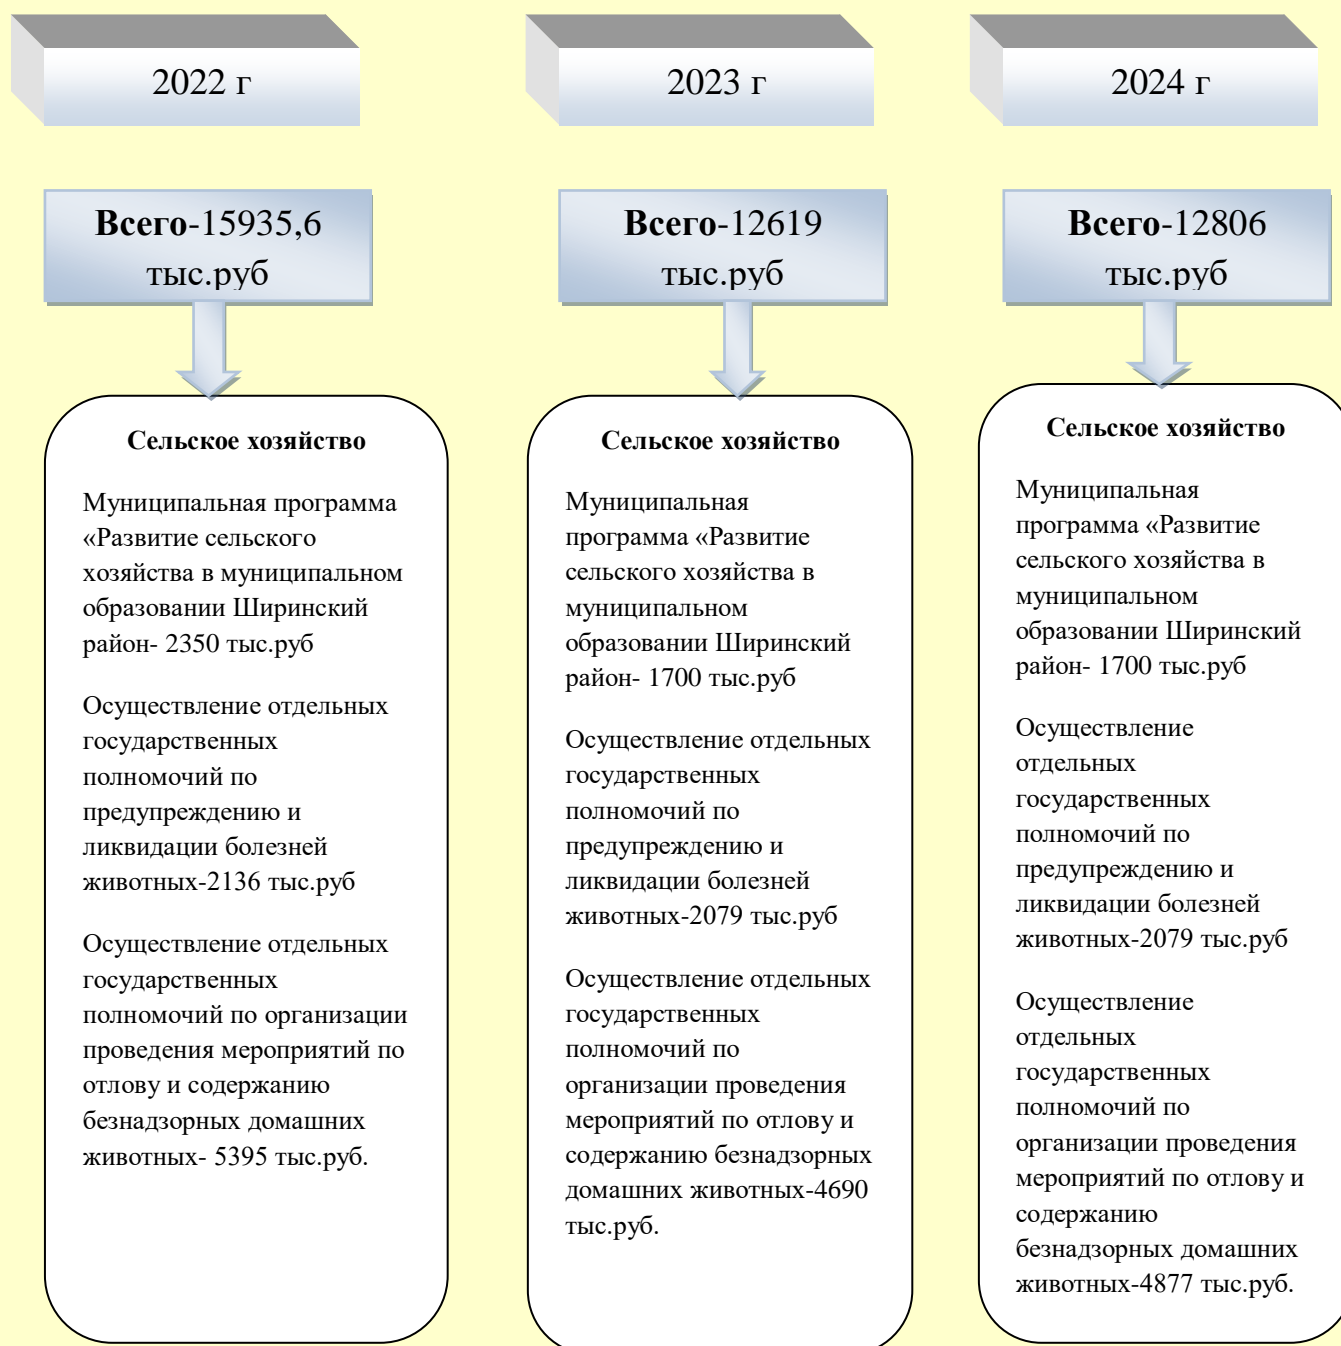 2022 г
2023 г
2024 г
Всего-15935,6
тыс.руб
Всего-12619
тыс.руб
Всего-12806
тыс.руб
Сельское хозяйство
Муниципальная программа
«Развитие сельского
хозяйства в муниципальном
образовании Ширинский
район- 2350 тыс.руб
Осуществление отдельных
государственных
полномочий по
предупреждению и
ликвидации болезней
животных-2136 тыс.руб
Осуществление отдельных
государственных
полномочий по организации
проведения мероприятий по
отлову и содержанию
безнадзорных домашних
животных- 5395 тыс.руб.
Сельское хозяйство
Муниципальная
программа «Развитие
сельского хозяйства в
муниципальном
образовании Ширинский
район- 1700 тыс.руб
Осуществление отдельных
государственных
полномочий по
предупреждению и
ликвидации болезней
животных-2079 тыс.руб
Осуществление отдельных
государственных
полномочий по
организации проведения
мероприятий по отлову и
содержанию безнадзорных
домашних животных-4690
тыс.руб.
Сельское хозяйство
Муниципальная
программа «Развитие
сельского хозяйства в
муниципальном
образовании Ширинский
район- 1700 тыс.руб
Осуществление
отдельных
государственных
полномочий по
предупреждению и
ликвидации болезней
животных-2079 тыс.руб
Осуществление
отдельных
государственных
полномочий по
организации проведения
мероприятий по отлову и
содержанию
безнадзорных домашних
животных-4877 тыс.руб.